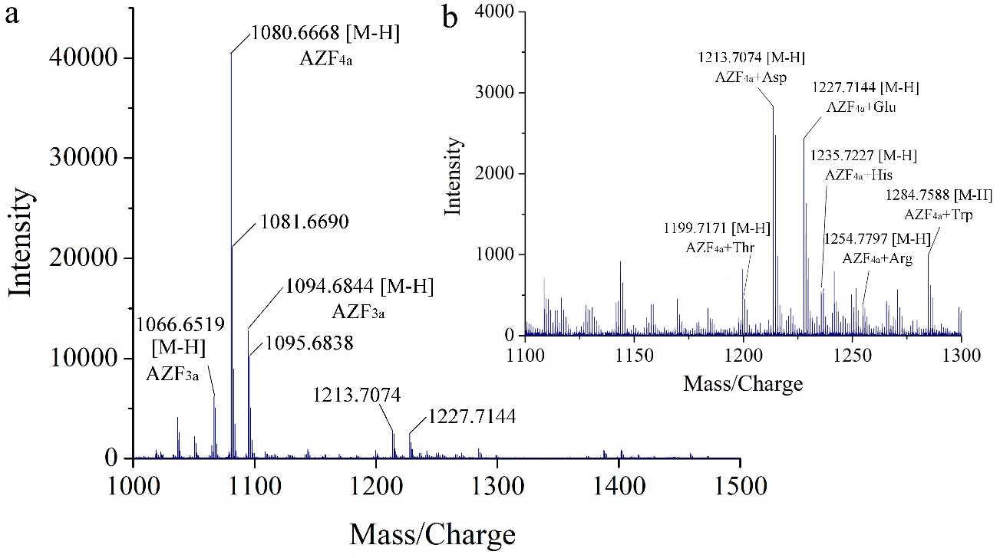 a
40000
30000
20000
10000
0
Intensity
1080.6668 [M-H]
AZF4a
1081.6690
1094.6844 [M-H]
AZF3a
1095.6838
1066.6519
[M-H]
AZF3a
1213.7074
1227.7144
1000
1100
1200
1300
1400
1500
Mass/Charge
b
4000
3000
2000
1000
0
Intensity
1213.7074 [M-H]
AZF4a+Asp
1227.7144 [M-H]
AZF4a+Glu
1235.7227 [M-H]
AZF4a+His
1284.7588 [M-H]
AZF4a+Trp
1199.7171 [M-H]
AZF4a+Thr
1254.7797 [M-H]
AZF4a+Arg
1100
1150
1200
1250
1300
Mass/Charge